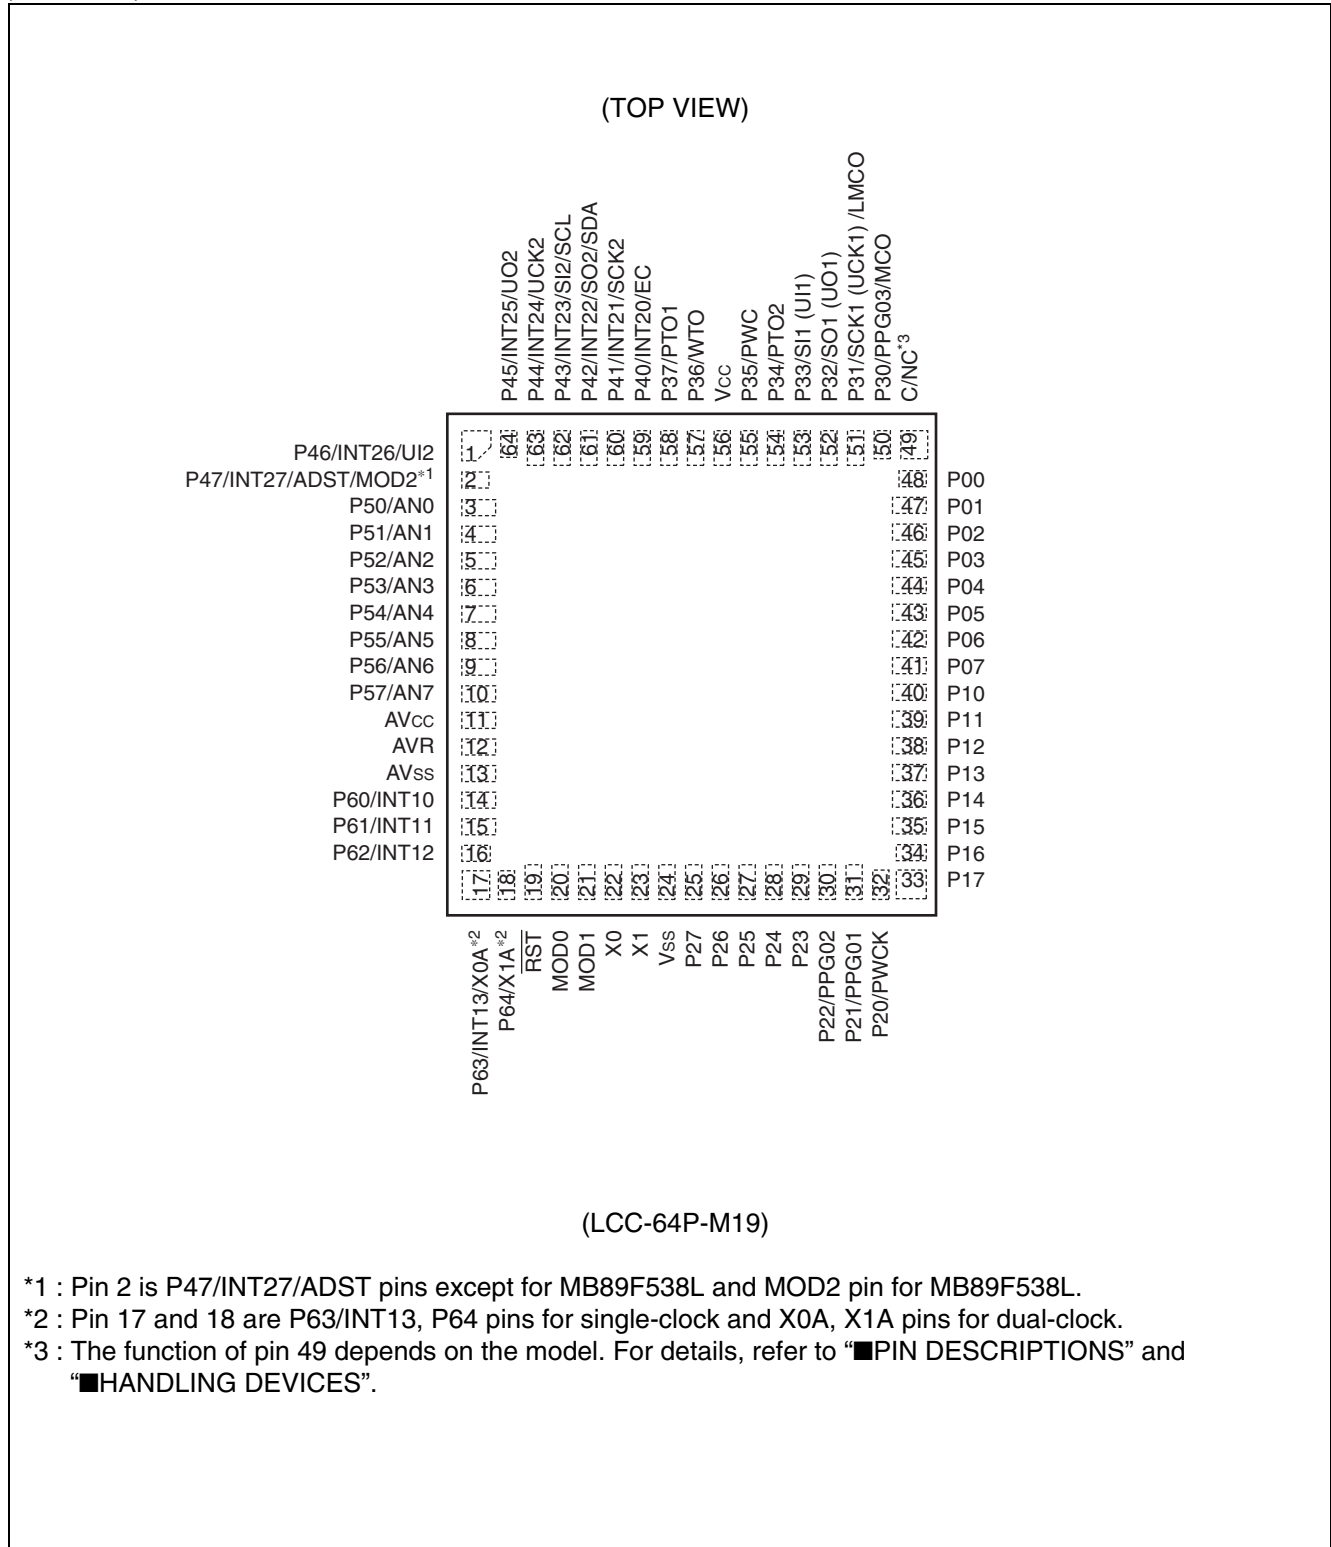 (TOP VIEW)
P45/INT25/UO2
P44/INT24/UCK2
P43/INT23/SI2/SCL
P42/INT22/SO2/SDA
P41/INT21/SCK2
P40/INT20/EC
P37/PTO1
P36/WTO
Vcc
P35/PWC
P34/PTO2
P33/SI1 (UI1)
P32/SO1 (UO1)
P31/SCK1 (UCK1) /LMCO
P30/PPG03/MCO
C/NC*3
64 63 62 61 60 59 58 57 56 55 54 53 52 51 50 49
P46/INT26/UI2 1
P47/INT27/ADST/MOD2*1 2 48 P00
P50/AN0 3 47 P01
P51/AN1 4 46 P02
P52/AN2 5 45 P03
P53/AN3 6 44 P04
P54/AN4 7 43 P05
P55/AN5 8 42 P06
P56/AN6 9 41 P07
P57/AN7 10 40 P10
AVcc 11 39 P11
AVR 12 38 P12
AVss 13 37 P13
P60/INT10 14 36 P14
P61/INT11 15 35 P15
P62/INT12 16 34 P16
17 18 19 20 21 22 23 24 25 26 27 28 29 30 31 32 33 P17
P63/INT13/X0A*2
P64/X1A*2
RST
MOD0
MOD1
X0
X1
Vss
P27
P26
P25
P24
P23
P22/PPG02
P21/PPG01
P20/PWCK
(LCC-64P-M19)
*1 : Pin 2 is P47/INT27/ADST pins except for MB89F538L and MOD2 pin for MB89F538L.
*2 : Pin 17 and 18 are P63/INT13, P64 pins for single-clock and X0A, X1A pins for dual-clock.
*3 : The function of pin 49 depends on the model. For details, refer to “■PIN DESCRIPTIONS” and
“■HANDLING DEVICES”.